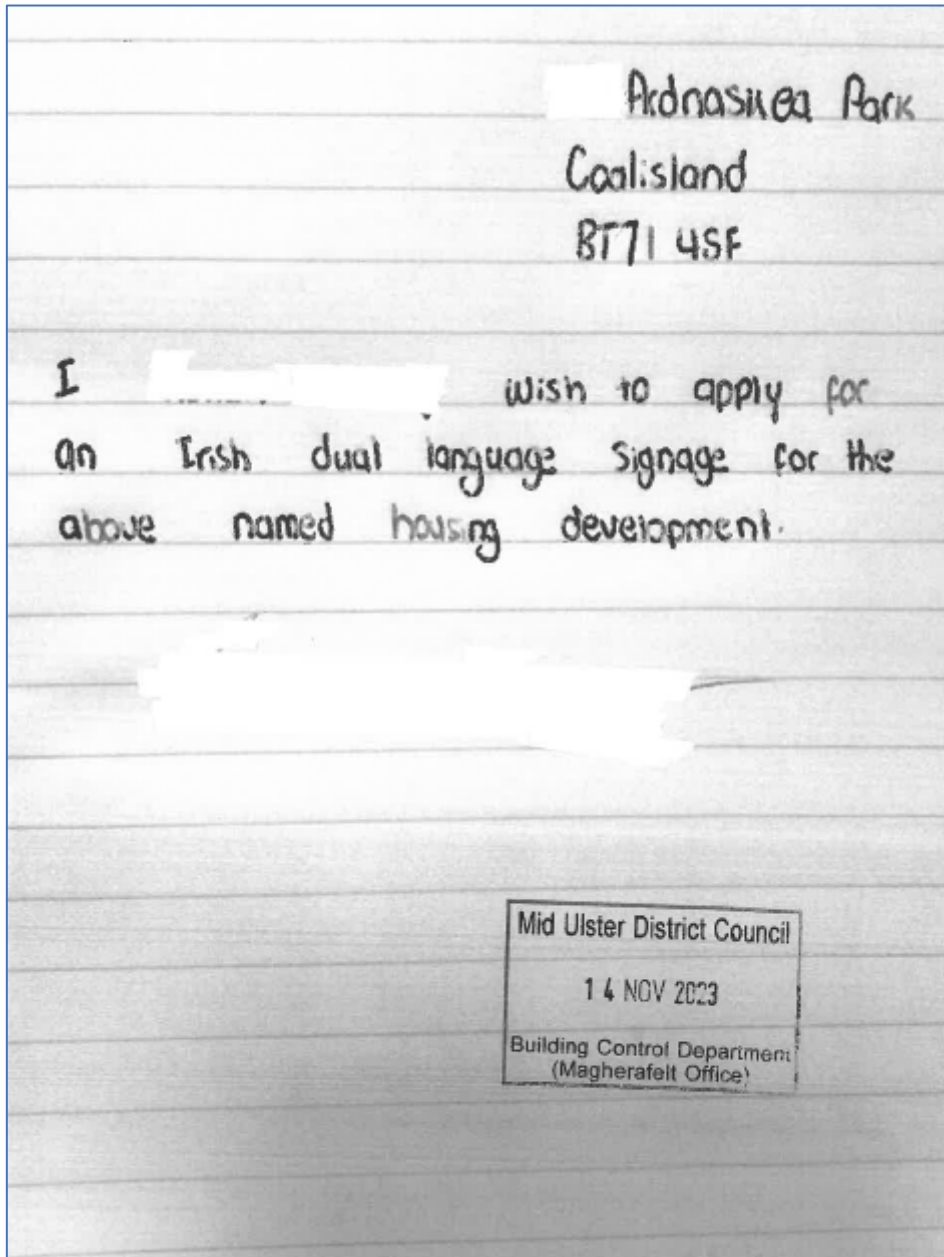 Ardnaskea Park
Coalisland
BT71 4SF
I wish to apply for
an Irish dual language signage for the
above named housing development.
Mid Ulster District Council
14 NOV 2023
Building Control Department
(Magherafelt Office)